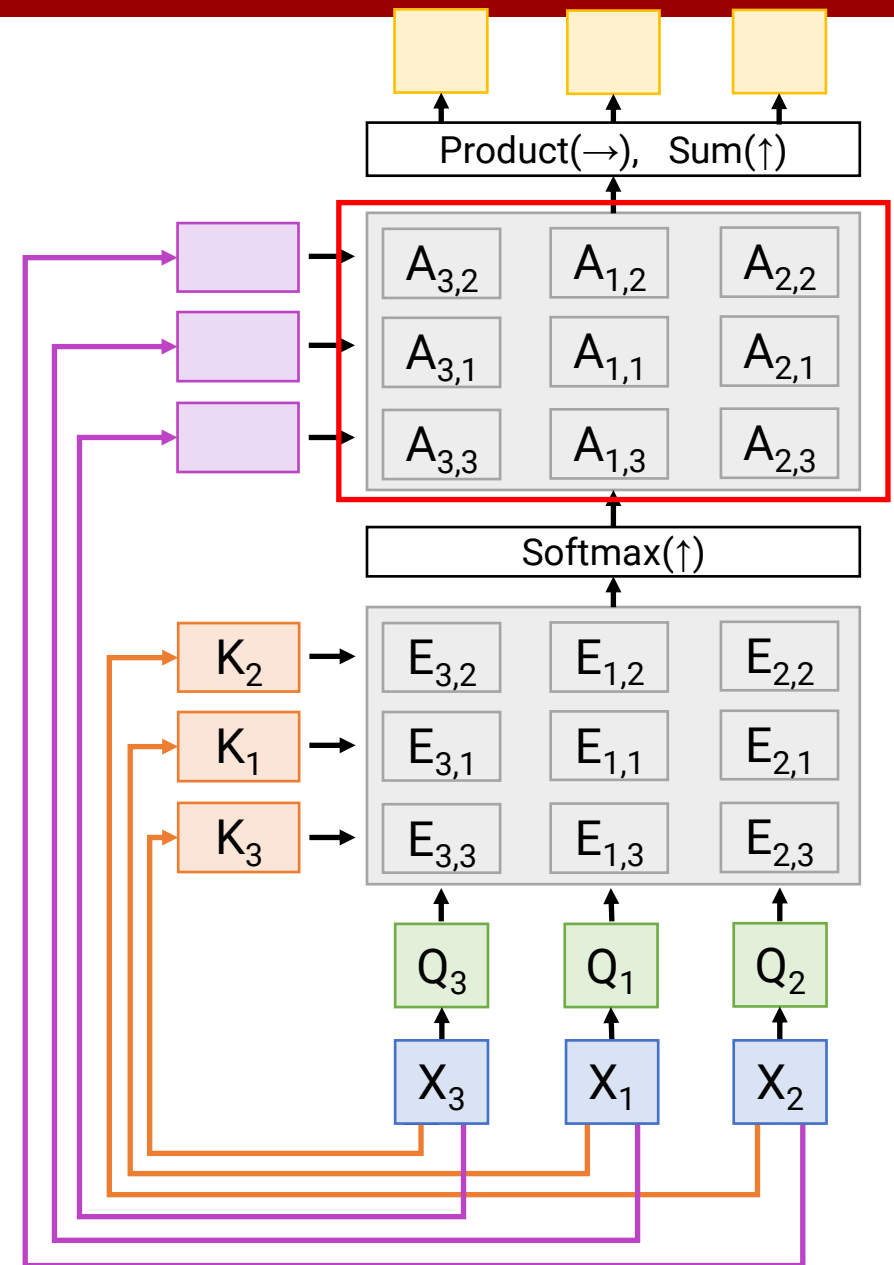 Product(→), Sum(↑)
A3,2 A1,2 A2,2
A3,1 A1,1 A2,1
A3,3 A1,3 A2,3
Softmax(↑)
K2 E3,2 E1,2 E2,2
K1 E3,1 E1,1 E2,1
K3 E3,3 E1,3 E2,3
Q3 Q1 Q2
X3 X1 X2